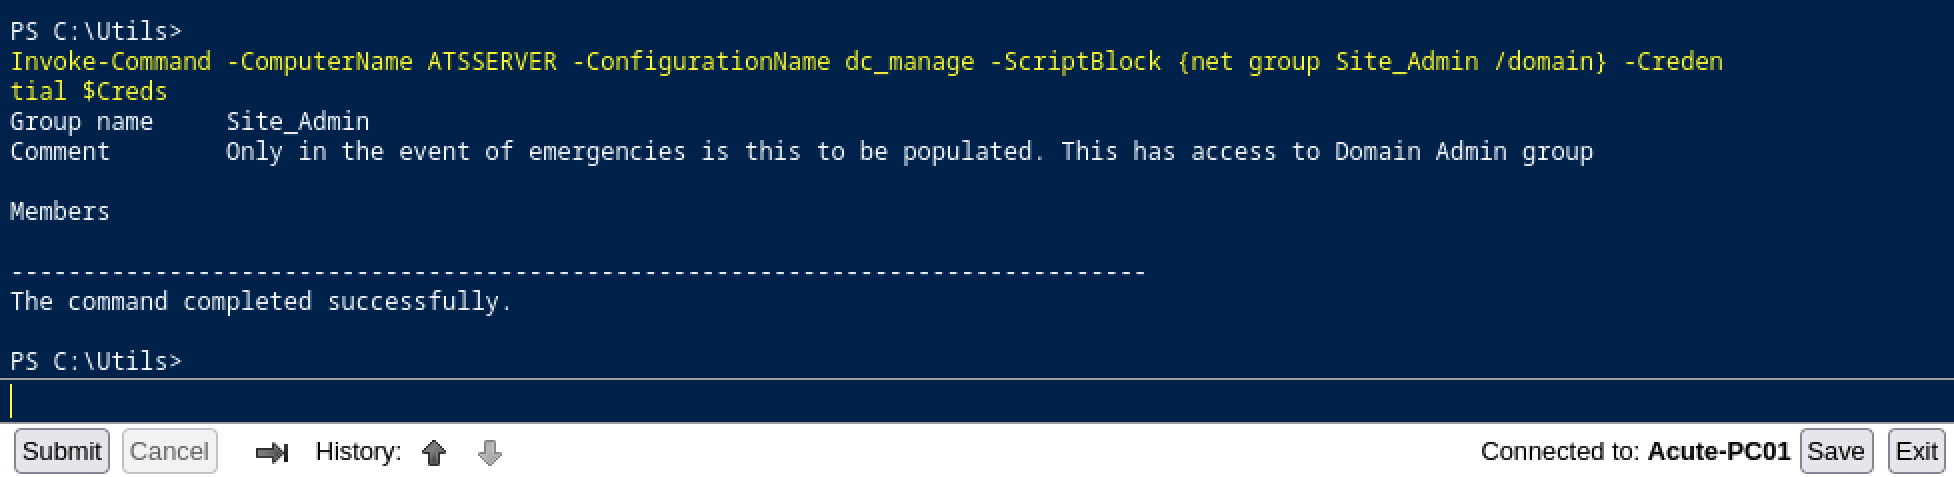 PS C:\Utils>
Invoke-Command -ComputerName ATSSERVER -ConfigurationName dc_manage -ScriptBlock {net group Site_Admin /domain} -Creden
tial $Creds
Group name     Site_Admin
Comment        Only in the event of emergencies is this to be populated. This has access to Domain Admin group
Members
-------------------------------------------------------------------------------
The command completed successfully.
PS C:\Utils>
Submit Cancel History: Connected to: Acute-PC01 Save Exit